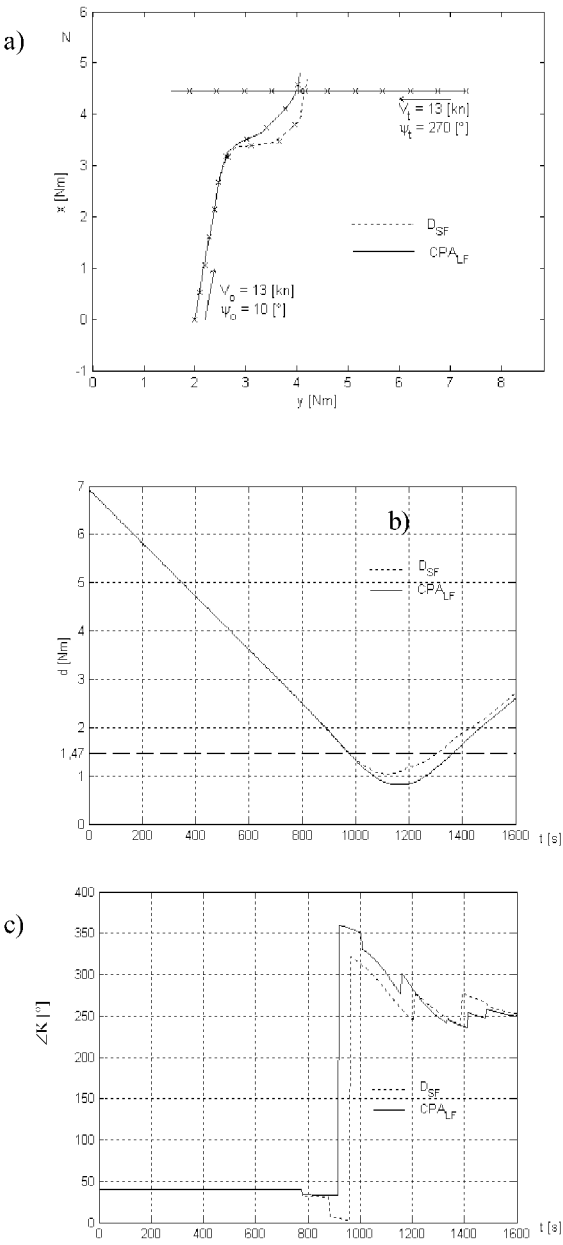 a)
N
5
4
3
2
1
0
-1
x [Nm]
V_t = 13 [kn]
ψ_t = 270 [°]
D_SF
CPA_LF
V_o = 13 [kn]
ψ_o = 10 [°]
0 1 2 3 4 5 6 7 8
y [Nm]
b)
7
6
5
4
3
2
1,47
1
0
d [Nm]
D_SF
CPA_LF
0 200 400 600 800 1000 1200 1400 1600 t [s]
c)
400
350
300
250
200
150
100
50
0
∠K [°]
D_SF
CPA_LF
0 200 400 600 800 1000 1200 1400 1600 t [s]